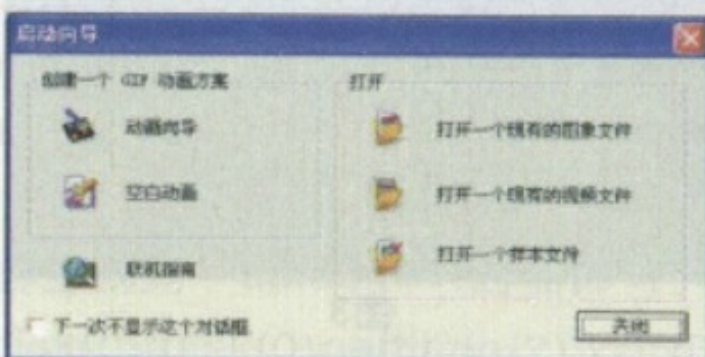 启动向导
创建一个 GIF 动画方案
动画向导
空白动画
联机指南
打开
打开一个现有的图象文件
打开一个现有的视频文件
打开一个样本文件
下一次不显示这个对话框
关闭